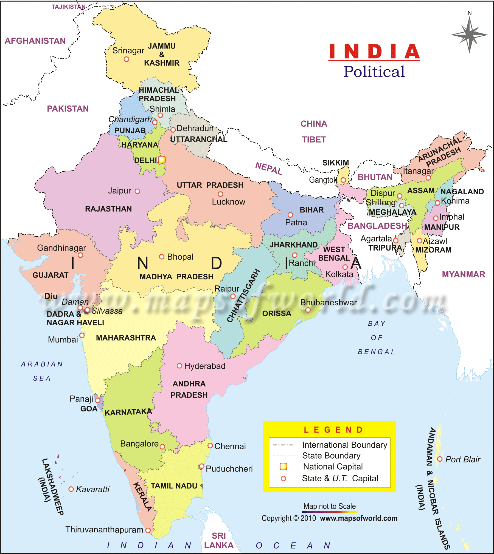 TAJIKISTAN
AFGHANISTAN
JAMMU
&
KASHMIR
Srinagar
INDIA
Political
N
HIMACHAL
PRADESH
Shimla
PAKISTAN
Chandigarh
PUNJAB
Dehradun
UTTARANCHAL
HARYANA
DELHI
CHINA
TIBET
NEPAL
SIKKIM
Gangtok
BHUTAN
ARUNACHAL
PRADESH
Itanagar
Jaipur
RAJASTHAN
UTTAR PRADESH
Lucknow
BIHAR
Patna
Dispur
ASSAM
NAGALAND
Shillong
Kohima
MEGHALAYA
Imphal
MANIPUR
BANGLADESH
Agartala
TRIPURA
Aizawl
MIZORAM
MYANMAR
Gandhinagar
GUJARAT
I N D I A
Bhopal
MADHYA PRADESH
JHARKHAND
Ranchi
WEST
BENGAL
Kolkata
Raipur
CHHATTISGARH
Bhubaneshwar
ORISSA
www.mapsofworld.com
Diu
Daman
Silvassa
DADRA &
NAGAR HAVELI
Mumbai
MAHARASHTRA
ARABIAN
SEA
BAY
OF
BENGAL
Hyderabad
ANDHRA
PRADESH
Panaji
GOA
KARNATAKA
Bangalore
Chennai
Puduchcheri
TAMIL NADU
KERALA
Thiruvananthapuram
LAKSHADWEEP
(INDIA)
Kavaratti
LEGEND
International Boundary
State Boundary
National Capital
State & U.T. Capital
Map not to Scale
Copyright © 2010 www.mapsofworld.com
ANDAMAN & NICOBAR ISLANDS
(INDIA)
Port Blair
SRI
LANKA
INDIAN OCEAN